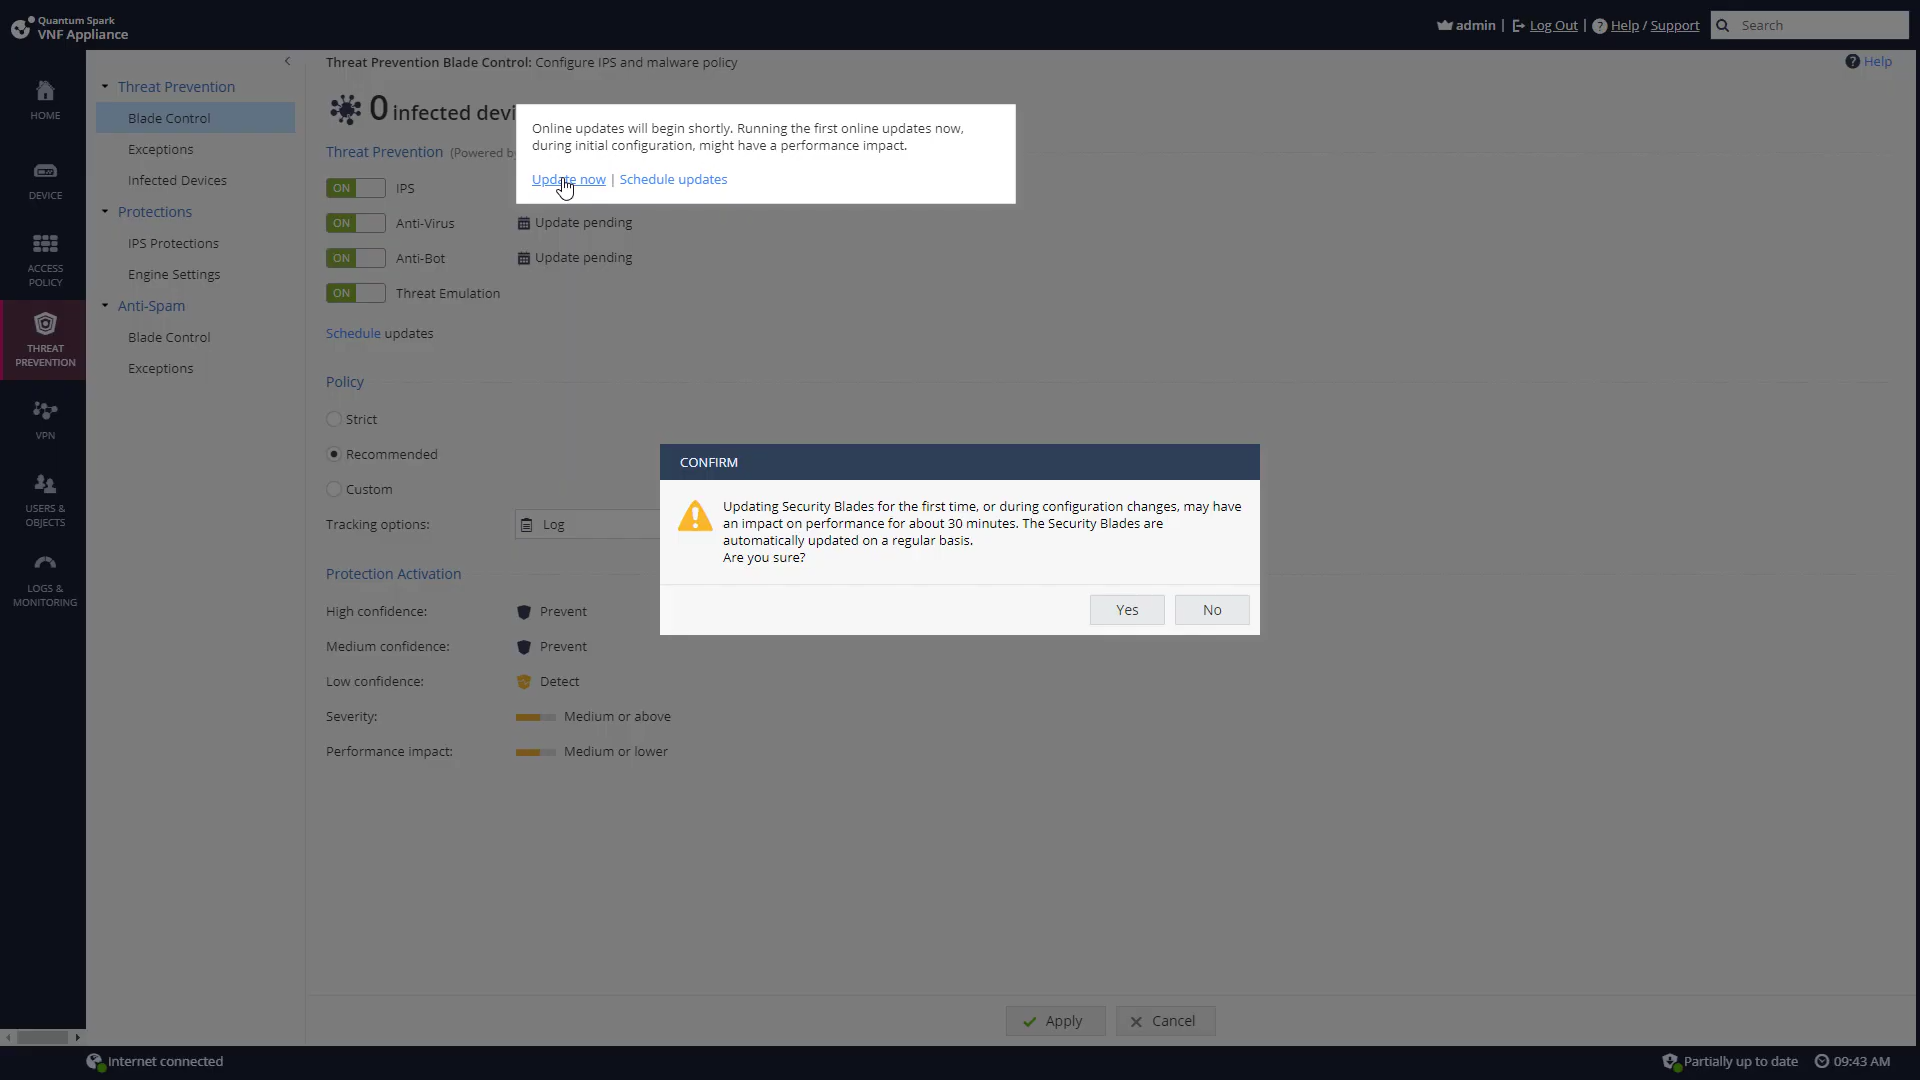 Quantum Spark
VNF Appliance
admin | Log Out | Help / Support
Search
HOME
DEVICE
ACCESS
POLICY
THREAT
PREVENTION
VPN
USERS &
OBJECTS
LOGS &
MONITORING
Threat Prevention
Blade Control
Exceptions
Infected Devices
Protections
IPS Protections
Engine Settings
Anti-Spam
Blade Control
Exceptions
Threat Prevention Blade Control: Configure IPS and malware policy
Help
0 infected devi
Online updates will begin shortly. Running the first online updates now,
during initial configuration, might have a performance impact.
Update now | Schedule updates
Threat Prevention (Powered by
ON IPS
ON Anti-Virus Update pending
ON Anti-Bot Update pending
ON Threat Emulation
Schedule updates
Policy
Strict
Recommended
Custom
Tracking options: Log
CONFIRM
Updating Security Blades for the first time, or during configuration changes, may have
an impact on performance for about 30 minutes. The Security Blades are
automatically updated on a regular basis.
Are you sure?
Yes No
Protection Activation
High confidence: Prevent
Medium confidence: Prevent
Low confidence: Detect
Severity: Medium or above
Performance impact: Medium or lower
Apply Cancel
Internet connected
Partially up to date 09:43 AM